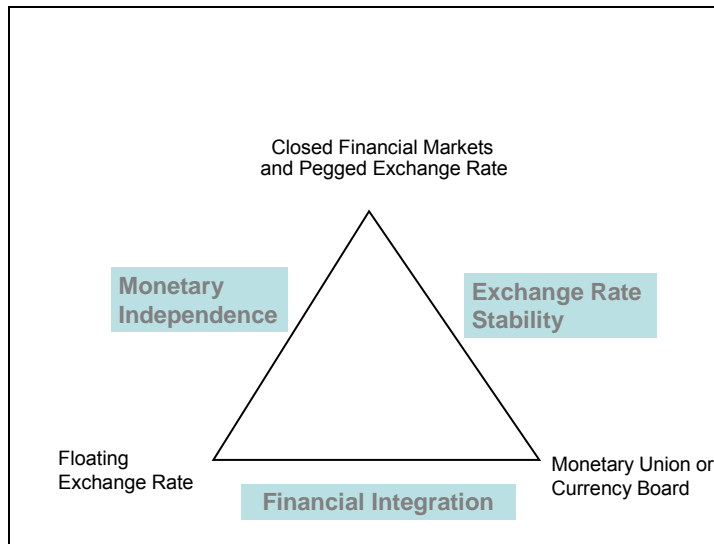 Closed Financial Markets
and Pegged Exchange Rate
Monetary
Independence
Exchange Rate
Stability
Floating
Exchange Rate
Monetary Union or
Currency Board
Financial Integration